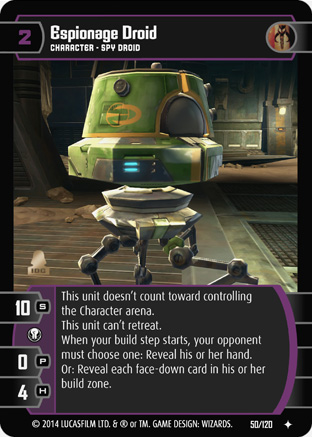 2
Espionage Droid
CHARACTER • SPY DROID
IDC
10 S
0 P
4 H
This unit doesn't count toward controlling
the Character arena.
This unit can't retreat.
When your build step starts, your opponent
must choose one: Reveal his or her hand.
Or: Reveal each face-down card in his or her
build zone.
© 2014 LUCASFILM LTD. & ® or TM. GAME DESIGN: WIZARDS.
50/120